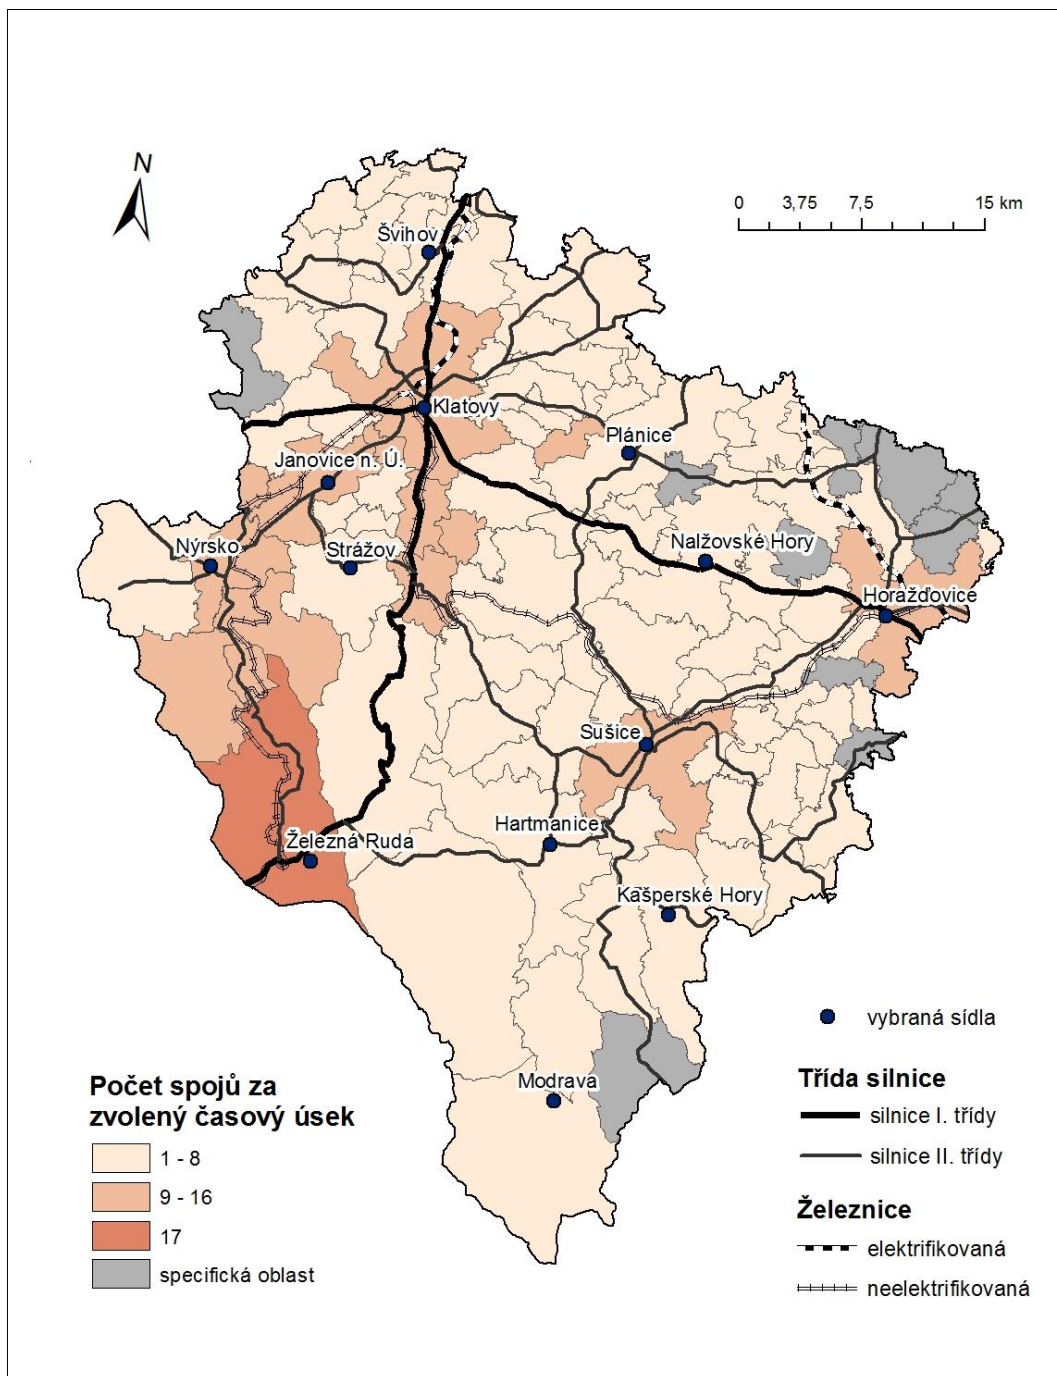 N
0 3,75 7,5 15 km
Švihov
Klatovy
Plánice
Janovice n. Ú.
Nýrsko
Strážov
Nalžovské Hory
Horažďovice
Sušice
Hartmanice
Železná Ruda
Kašperské Hory
Modrava
Počet spojů za
zvolený časový úsek
1 - 8
9 - 16
17
specifická oblast
vybraná sídla
Třída silnice
silnice I. třídy
silnice II. třídy
Železnice
elektrifikovaná
neelektrifikovaná